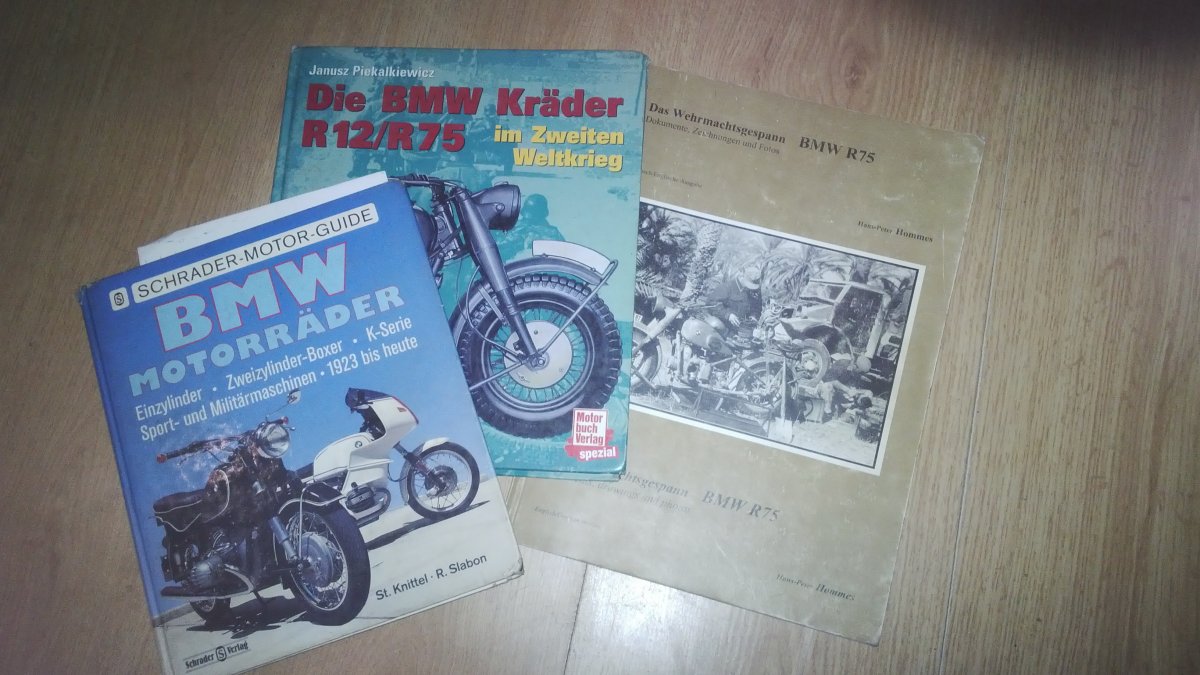 SCHRADER-MOTOR-GUIDE
BMW
MOTORRÄDER
Einzylinder • Zweizylinder-Boxer • K-Serie
Sport- und Militärmaschinen • 1923 bis heute
St. Knittel · R. Slabon
Schrader Verlag
Janusz Piekalkiewicz
Die BMW Kräder
R12/R75 im Zweiten
Weltkrieg
Motor
buch
Verlag
spezial
Das Wehrmachtsgespann BMW R75
Dokumente, Zeichnungen und Fotos
Hans-Peter Hommes
BMW R75
Hans-Peter Hommes